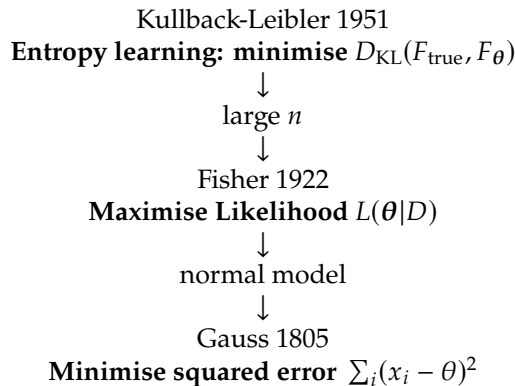 Kullback-Leibler 1951
Entropy learning: minimise D_KL(F_true, F_θ)
↓
large n
↓
Fisher 1922
Maximise Likelihood L(θ|D)
↓
normal model
↓
Gauss 1805
Minimise squared error ∑_i(x_i − θ)²